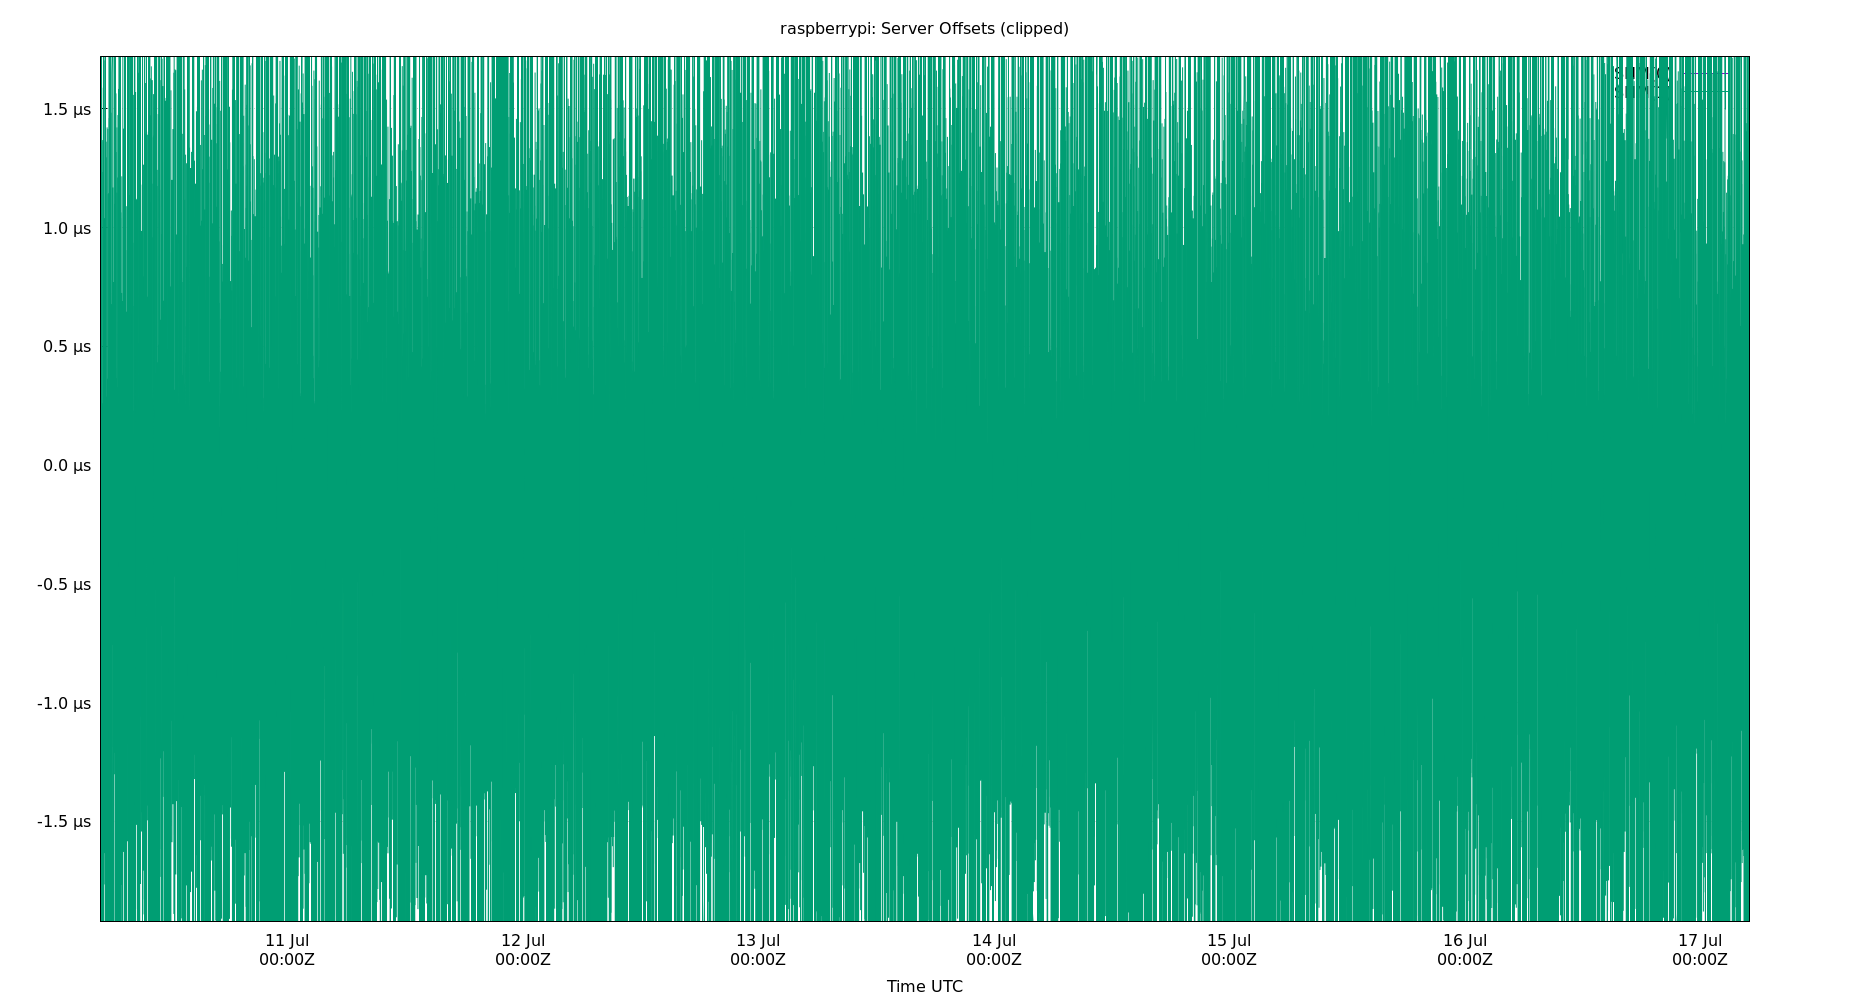 raspberrypi: Server Offsets (clipped)
1.5 µs
1.0 µs
0.5 µs
0.0 µs
-0.5 µs
-1.0 µs
-1.5 µs
11 Jul 12 Jul 13 Jul 14 Jul 15 Jul 16 Jul 17 Jul
00:00Z 00:00Z 00:00Z 00:00Z 00:00Z 00:00Z 00:00Z
Time UTC